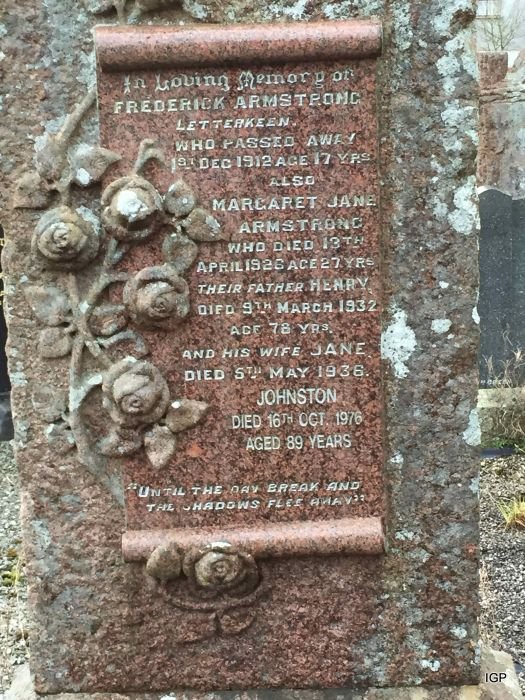 In Loving Memory of
FREDERICK ARMSTRONG
LETTERKEEN.
WHO PASSED AWAY
1ST DEC 1912 AGE 17 YRS
ALSO
MARGARET JANE
ARMSTRONG
WHO DIED 13TH
APRIL 1926 AGE 27 YRS
THEIR FATHER HENRY
DIED 9TH MARCH 1932
AGE 78 YRS.
AND HIS WIFE JANE
DIED 5TH MAY 1936.
JOHNSTON
DIED 16TH OCT. 1976
AGED 89 YEARS
"UNTIL THE DAY BREAK AND
THE SHADOWS FLEE AWAY"
IGP